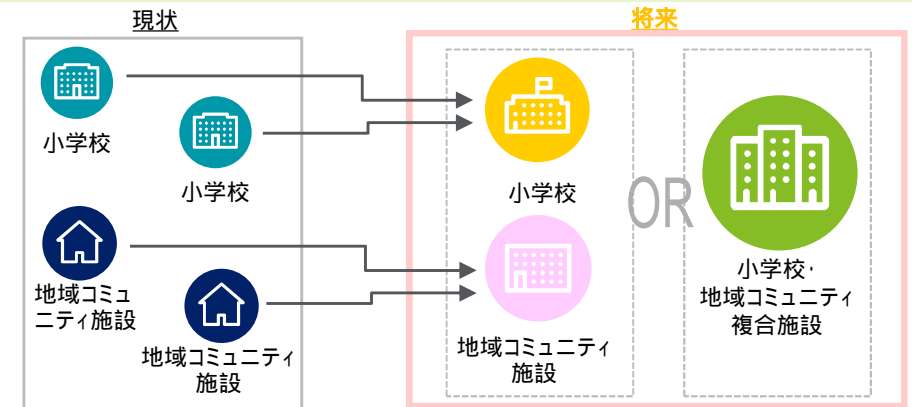 現状
将来
小学校
小学校
地域コミュ
ニティ施設
地域コミュニティ
施設
小学校
地域コミュニティ
施設
OR
小学校・
地域コミュニティ
複合施設